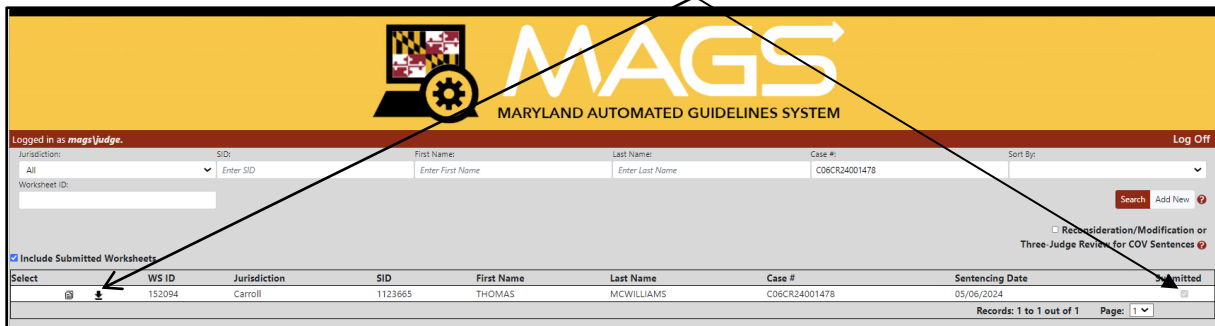 MAGS
MARYLAND AUTOMATED GUIDELINES SYSTEM
Logged in as mags\judge. Log Off
Jurisdiction: SID: First Name: Last Name: Case #: Sort By:
All Enter SID Enter First Name Enter Last Name C06CR24001478
Worksheet ID:
Search Add New ?
Reconsideration/Modification or
Three-Judge Review for COV Sentences ?
Include Submitted Worksheets
Select WS ID Jurisdiction SID First Name Last Name Case # Sentencing Date Submitted
152094 Carroll 1123665 THOMAS MCWILLIAMS C06CR24001478 05/06/2024
Records: 1 to 1 out of 1 Page: 1